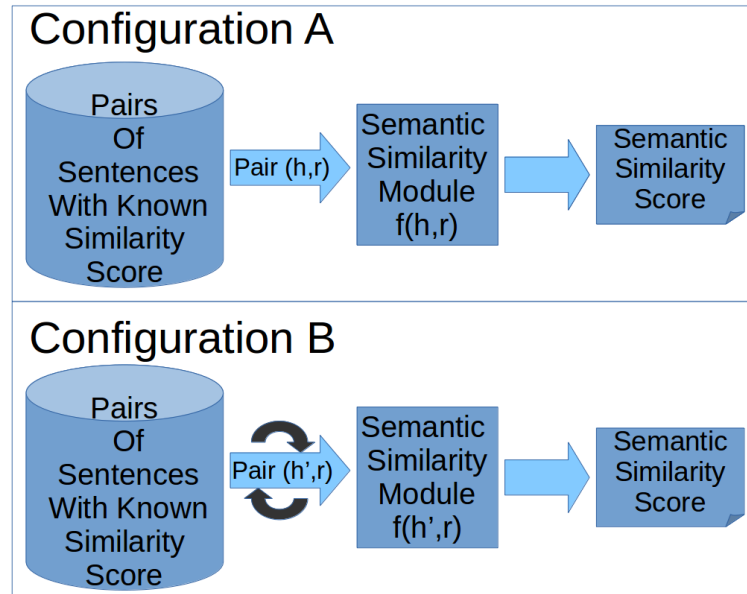 Configuration A
Pairs
Of
Sentences
With Known
Similarity
Score
Pair (h,r)
Semantic
Similarity
Module
f(h,r)
Semantic
Similarity
Score
Configuration B
Pairs
Of
Sentences
With Known
Similarity
Score
Pair (h’,r)
Semantic
Similarity
Module
f(h’,r)
Semantic
Similarity
Score